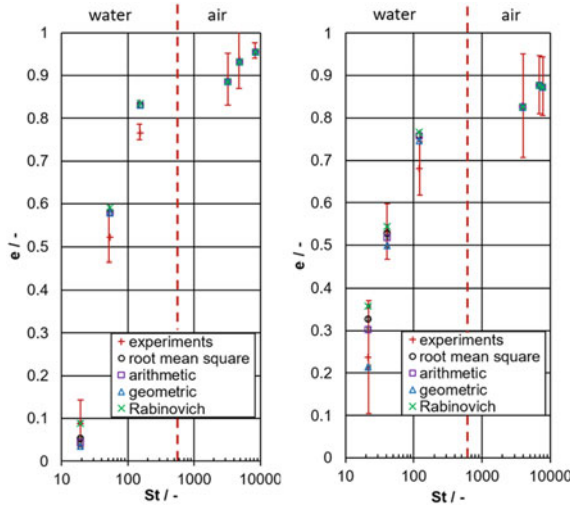 water air
1
0.9
0.8
0.7
0.6
0.5
0.4
0.3
0.2
0.1
0
e / -
experiments
root mean square
arithmetic
geometric
Rabinovich
10 100 1000 10000
St / -
water air
1
0.9
0.8
0.7
0.6
0.5
0.4
0.3
0.2
0.1
0
e / -
experiments
root mean square
arithmetic
geometric
Rabinovich
10 100 1000 10000
St / -